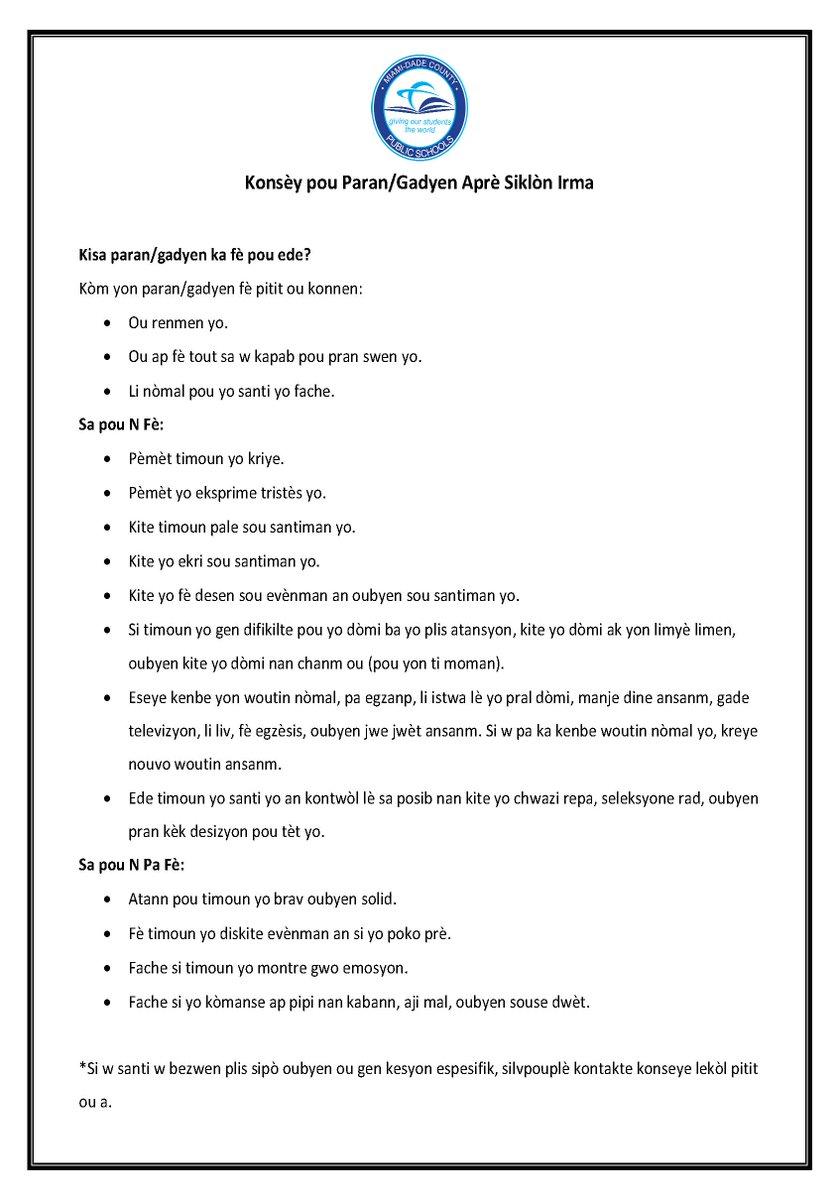 MIAMI-DADE COUNTY
giving our students
the world
PUBLIC SCHOOLS
Konsèy pou Paran/Gadyen Aprè Siklòn Irma
Kisa paran/gadyen ka fè pou ede?
Kòm yon paran/gadyen fè pitit ou konnen:
• Ou renmen yo.
• Ou ap fè tout sa w kapab pou pran swen yo.
• Li nòmal pou yo santi yo fache.
Sa pou N Fè:
• Pèmèt timoun yo kriye.
• Pèmèt yo eksprime tristès yo.
• Kite timoun pale sou santiman yo.
• Kite yo ekri sou santiman yo.
• Kite yo fè desen sou evènman an oubyen sou santiman yo.
• Si timoun yo gen difikilte pou yo dòmi ba yo plis atansyon, kite yo dòmi ak yon limyè limen,
oubyen kite yo dòmi nan chanm ou (pou yon ti moman).
• Eseye kenbe yon woutin nòmal, pa egzanp, li istwa lè yo pral dòmi, manje dine ansanm, gade
televizyon, li liv, fè egzèsis, oubyen jwe jwèt ansanm. Si w pa ka kenbe woutin nòmal yo, kreye
nouvo woutin ansanm.
• Ede timoun yo santi yo an kontwòl lè sa posib nan kite yo chwazi repa, seleksyone rad, oubyen
pran kèk desizyon pou tèt yo.
Sa pou N Pa Fè:
• Atann pou timoun yo brav oubyen solid.
• Fè timoun yo diskite evènman an si yo poko prè.
• Fache si timoun yo montre gwo emosyon.
• Fache si yo kòmanse ap pipi nan kabann, aji mal, oubyen souse dwèt.
*Si w santi w bezwen plis sipò oubyen ou gen kesyon espesifik, silvpouplè kontakte konseye lekòl pitit
ou a.